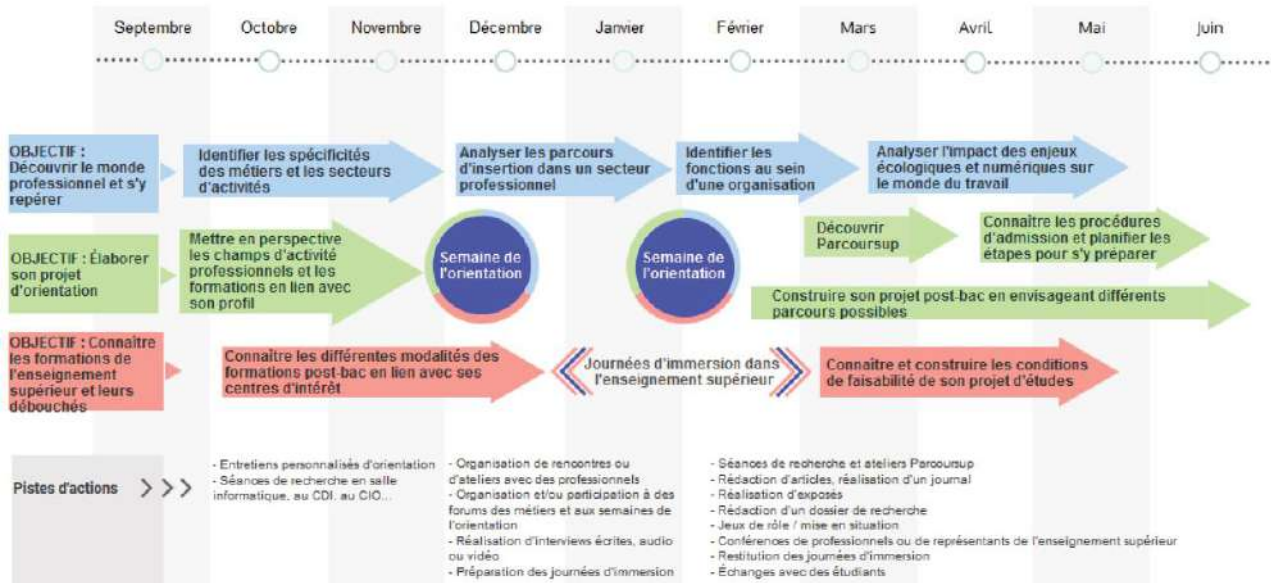 Septembre
Octobre
Novembre
Décembre
Janvier
Février
Mars
Avril
Mai
Juin
OBJECTIF :
Découvrir le monde
professionnel et s'y
repérer
Identifier les spécificités
des métiers et les secteurs
d'activités
Analyser les parcours
d'insertion dans un secteur
professionnel
Identifier les
fonctions au sein
d'une organisation
Analyser l'impact des enjeux
écologiques et numériques sur
le monde du travail
OBJECTIF : Élaborer
son projet
d'orientation
Mettre en perspective
les champs d'activité
professionnels et les
formations en lien avec
son profil
Semaine de
l'orientation
Semaine de
l'orientation
Découvrir
Parcoursup
Connaître les procédures
d'admission et planifier les
étapes pour s'y préparer
Construire son projet post-bac en envisageant différents
parcours possibles
OBJECTIF : Connaître
les formations de
l'enseignement
supérieur et leurs
débouchés
Connaître les différentes modalités des
formations post-bac en lien avec ses
centres d'intérêt
Journées d'immersion dans
l'enseignement supérieur
Connaître et construire les conditions
de faisabilité de son projet d'études
Pistes d'actions
- Entretiens personnalisés d'orientation
- Séances de recherche en salle
informatique, au CDI, au CIO...
- Organisation de rencontres ou
d'ateliers avec des professionnels
- Organisation et/ou participation à des
forums des métiers et aux semaines de
l'orientation
- Réalisation d'interviews écrites, audio
ou vidéo
- Préparation des journées d'immersion
- Séances de recherche et ateliers Parcoursup
- Rédaction d'articles, réalisation d'un journal
- Réalisation d'exposés
- Rédaction d'un dossier de recherche
- Jeux de rôle / mise en situation
- Conférences de professionnels ou de représentants de l'enseignement supérieur
- Restitution des journées d'immersion
- Échanges avec des étudiants